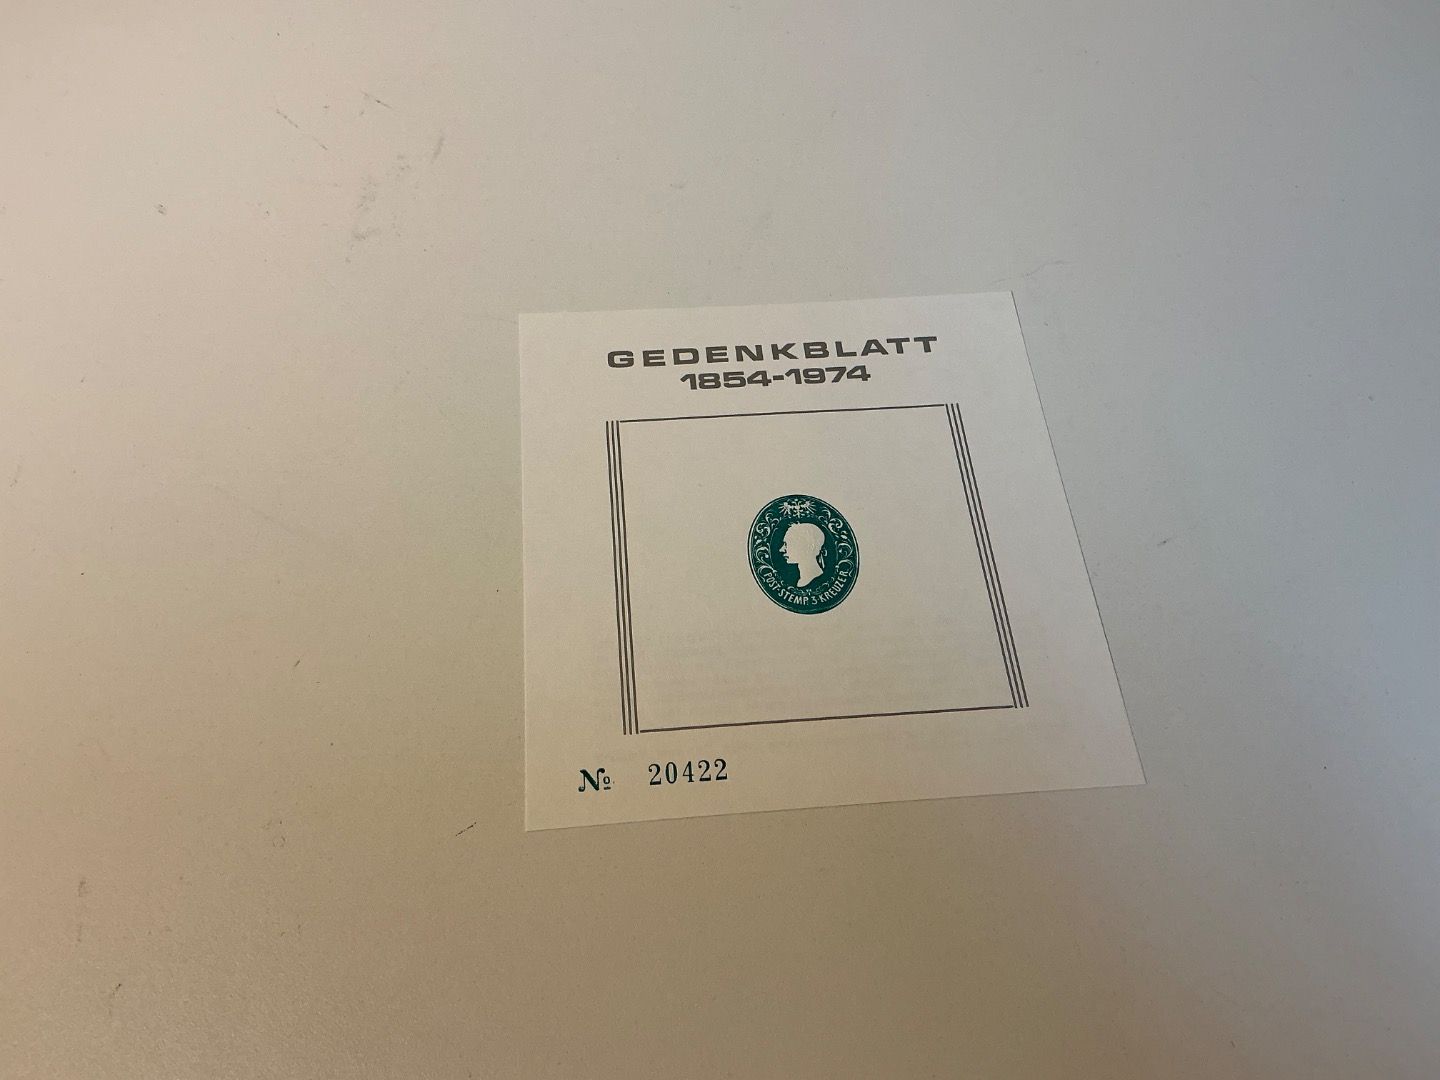 GEDENKBLATT
1854-1974
POST-STEMP. 3 KREUZER
№ 20422